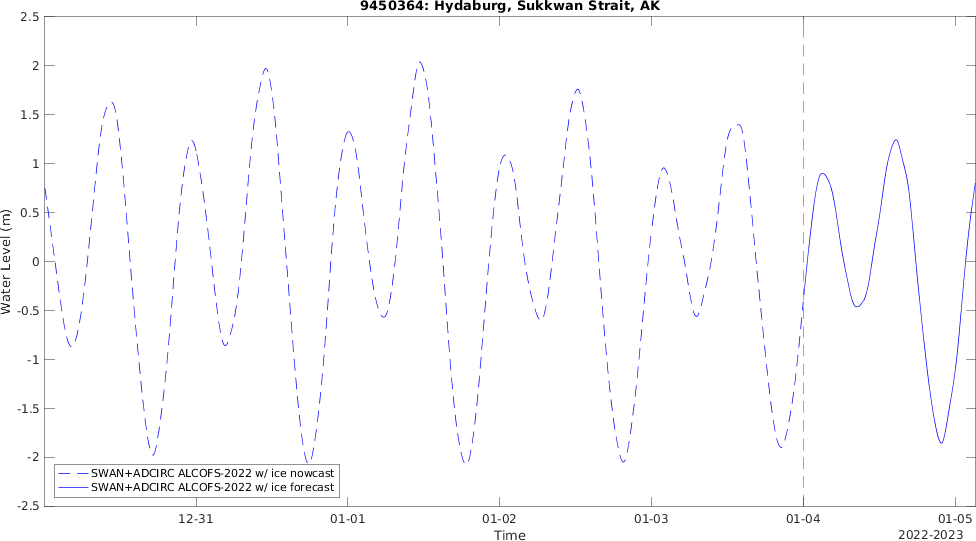 9450364: Hydaburg, Sukkwan Strait, AK
2.5
2
1.5
1
0.5
0
-0.5
-1
-1.5
-2
-2.5
Water Level (m)
SWAN+ADCIRC ALCOFS-2022 w/ ice nowcast
SWAN+ADCIRC ALCOFS-2022 w/ ice forecast
12-31 01-01 01-02 01-03 01-04 01-05
Time
2022-2023